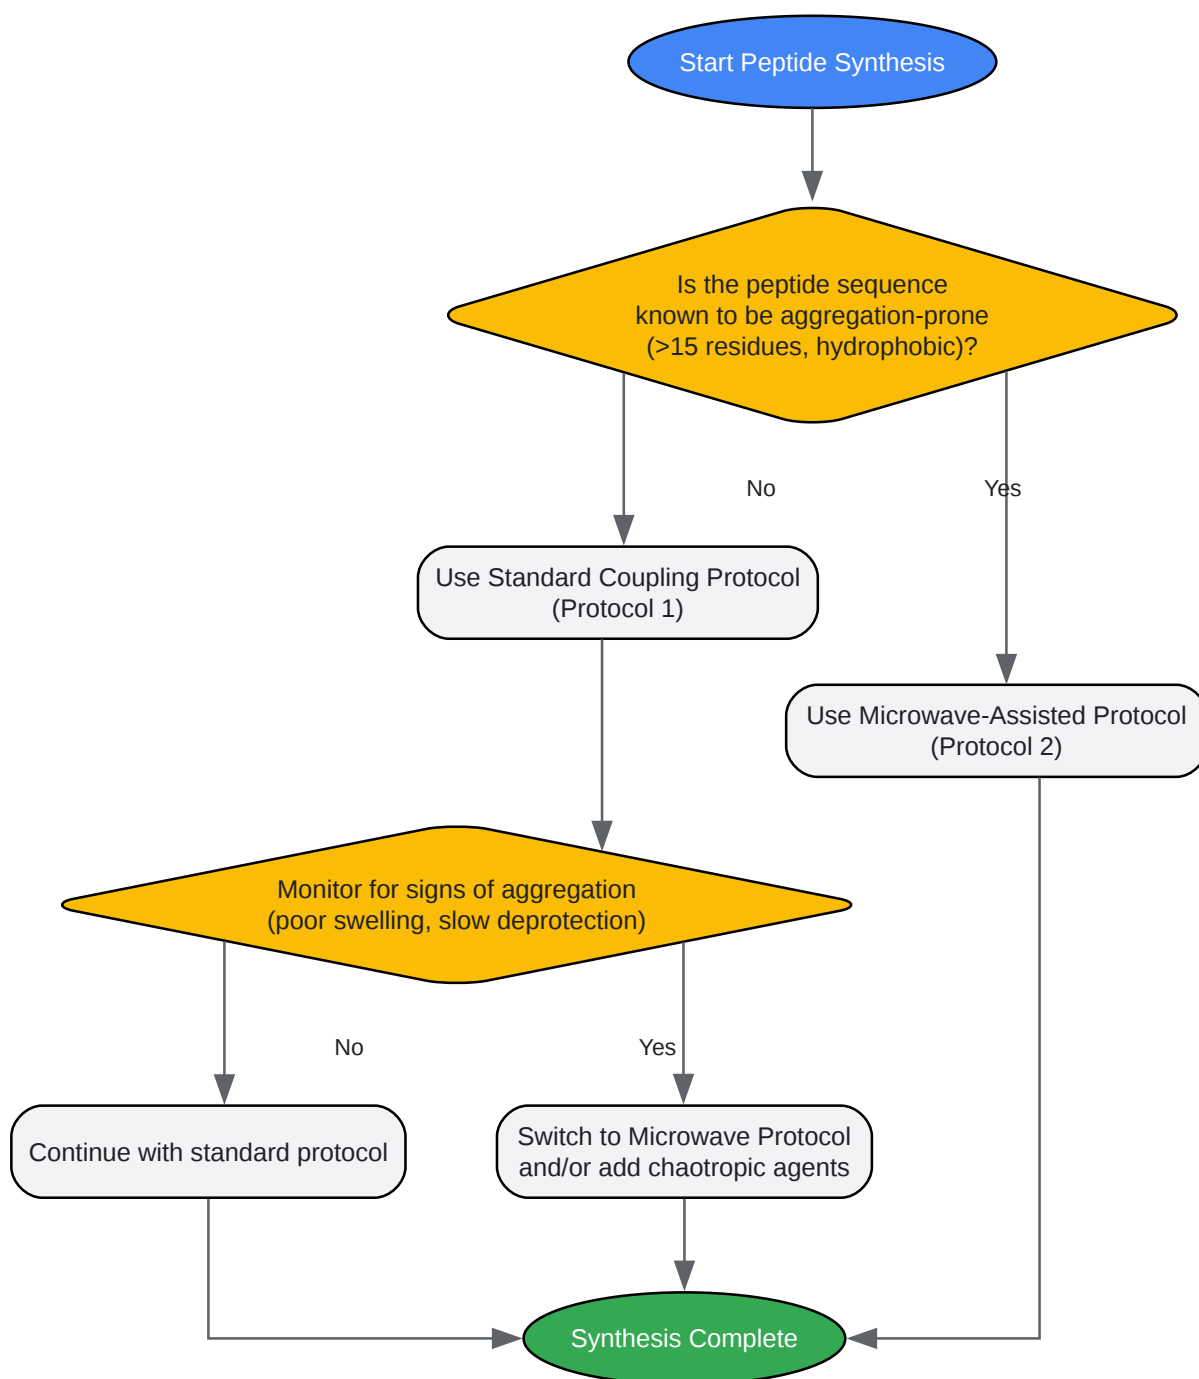 Start Peptide Synthesis
Is the peptide sequence
known to be aggregation-prone
(>15 residues, hydrophobic)?
No
Yes
Use Standard Coupling Protocol
(Protocol 1)
Use Microwave-Assisted Protocol
(Protocol 2)
Monitor for signs of aggregation
(poor swelling, slow deprotection)
No
Yes
Continue with standard protocol
Switch to Microwave Protocol
and/or add chaotropic agents
Synthesis Complete